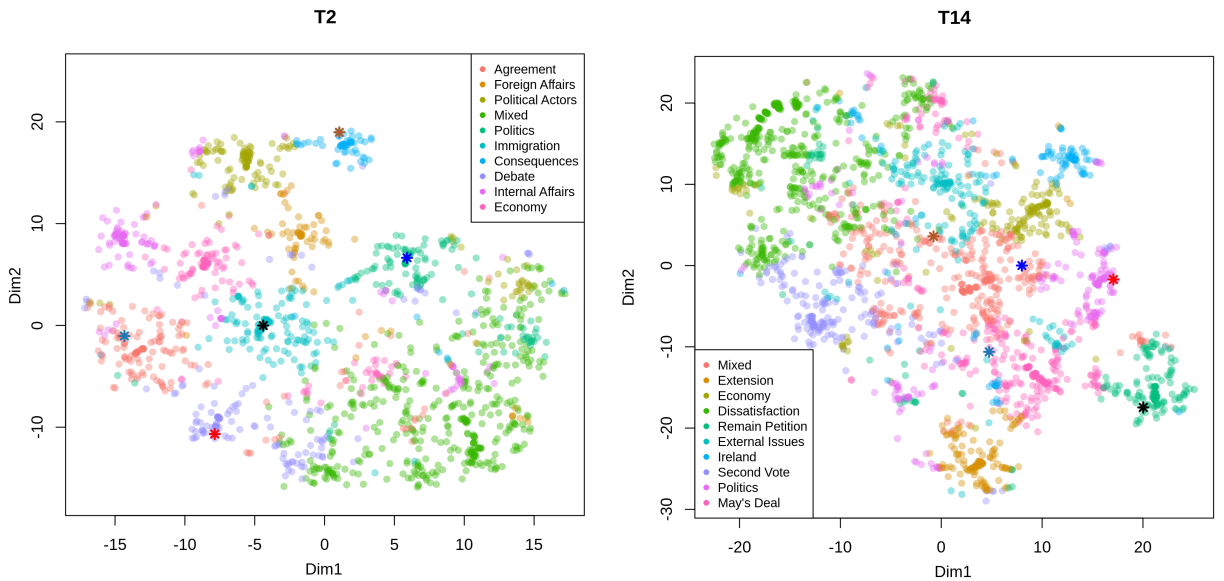 T2
Agreement
Foreign Affairs
Political Actors
Mixed
Politics
Immigration
Consequences
Debate
Internal Affairs
Economy
20
10
0
-10
Dim2
-15
-10
-5
0
5
10
15
Dim1
T14
Mixed
Extension
Economy
Dissatisfaction
Remain Petition
External Issues
Ireland
Second Vote
Politics
May's Deal
20
10
0
-10
-20
-30
Dim2
-20
-10
0
10
20
Dim1